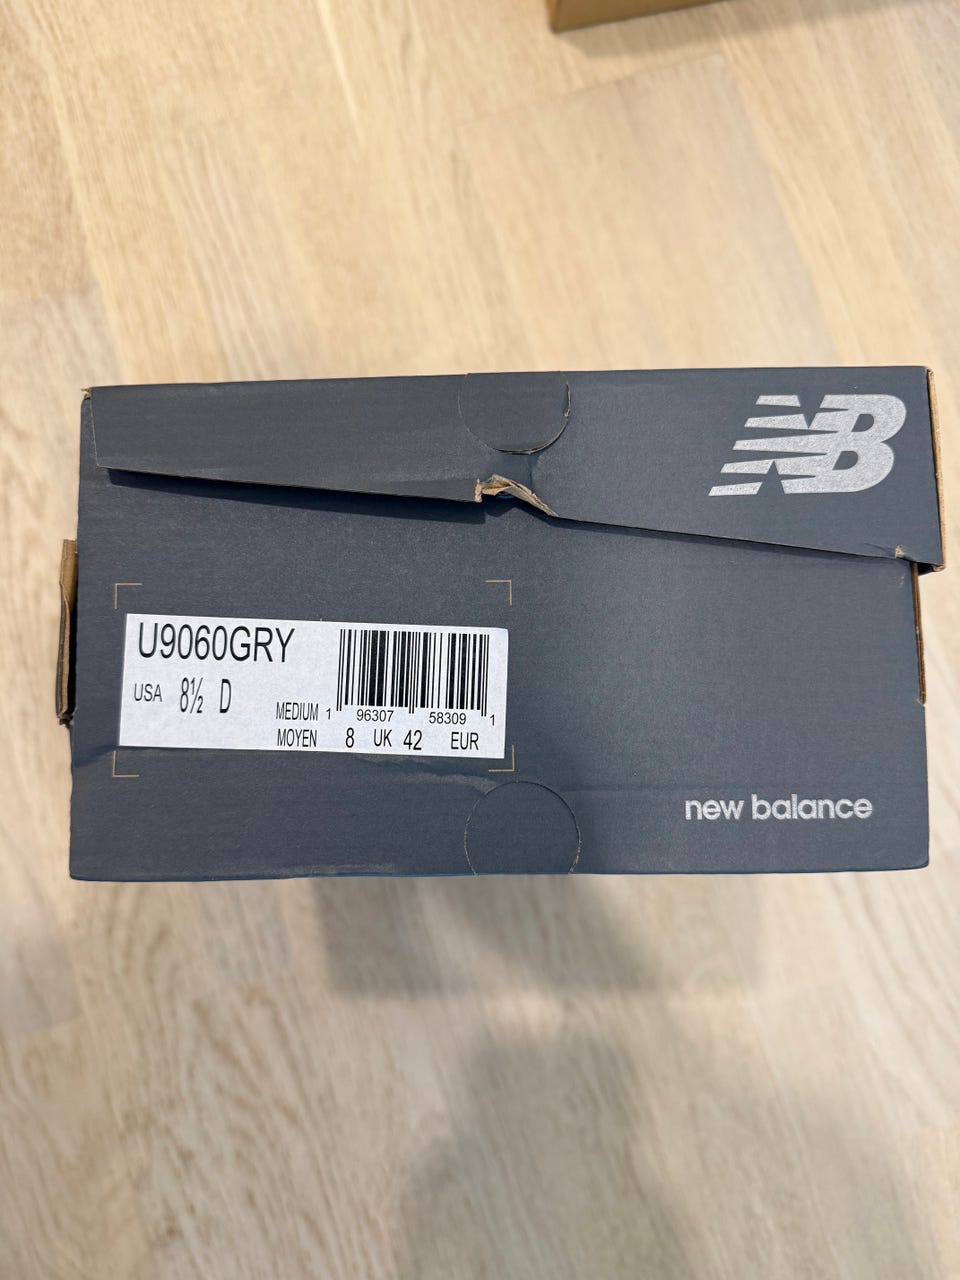 NB
U9060GRY
USA 8½ D
MEDIUM 1 96307 58309 1
MOYEN 8 UK 42 EUR
new balance